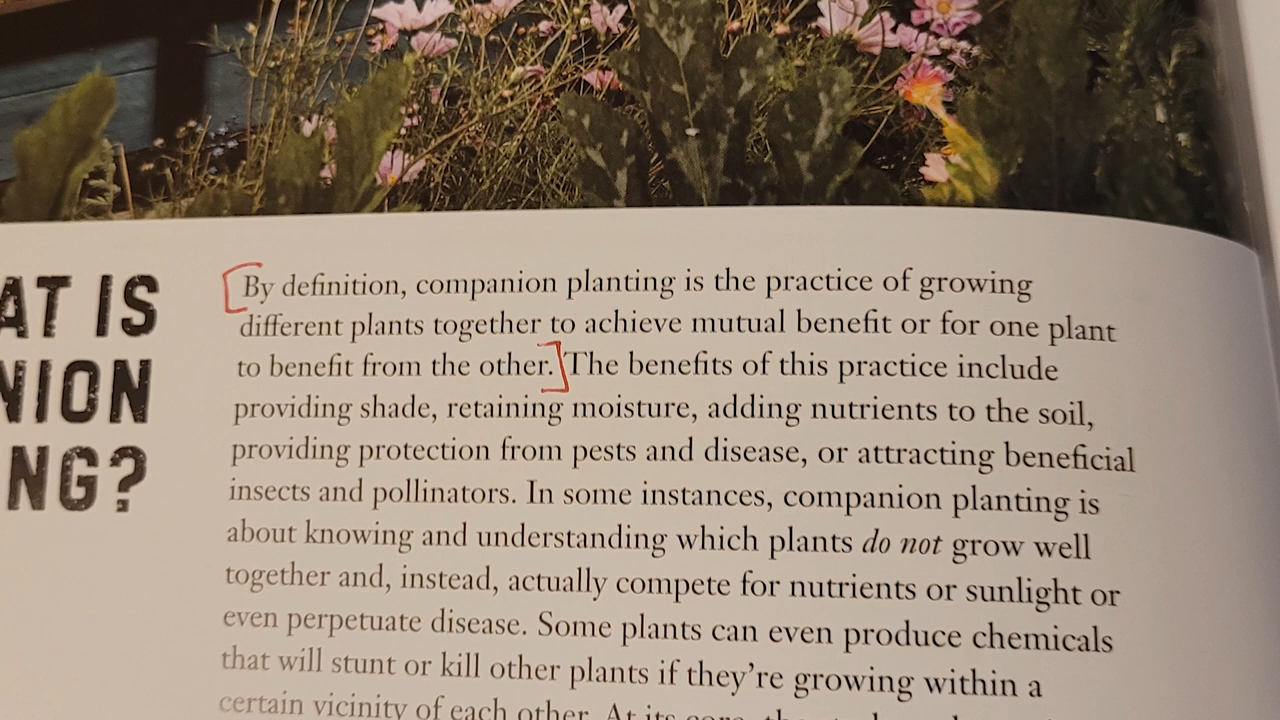 AT IS
NION
NG?
By definition, companion planting is the practice of growing
different plants together to achieve mutual benefit or for one plant
to benefit from the other. The benefits of this practice include
providing shade, retaining moisture, adding nutrients to the soil,
providing protection from pests and disease, or attracting beneficial
insects and pollinators. In some instances, companion planting is
about knowing and understanding which plants do not grow well
together and, instead, actually compete for nutrients or sunlight or
even perpetuate disease. Some plants can even produce chemicals
that will stunt or kill other plants if they're growing within a
certain vicinity of each other. At its core, the